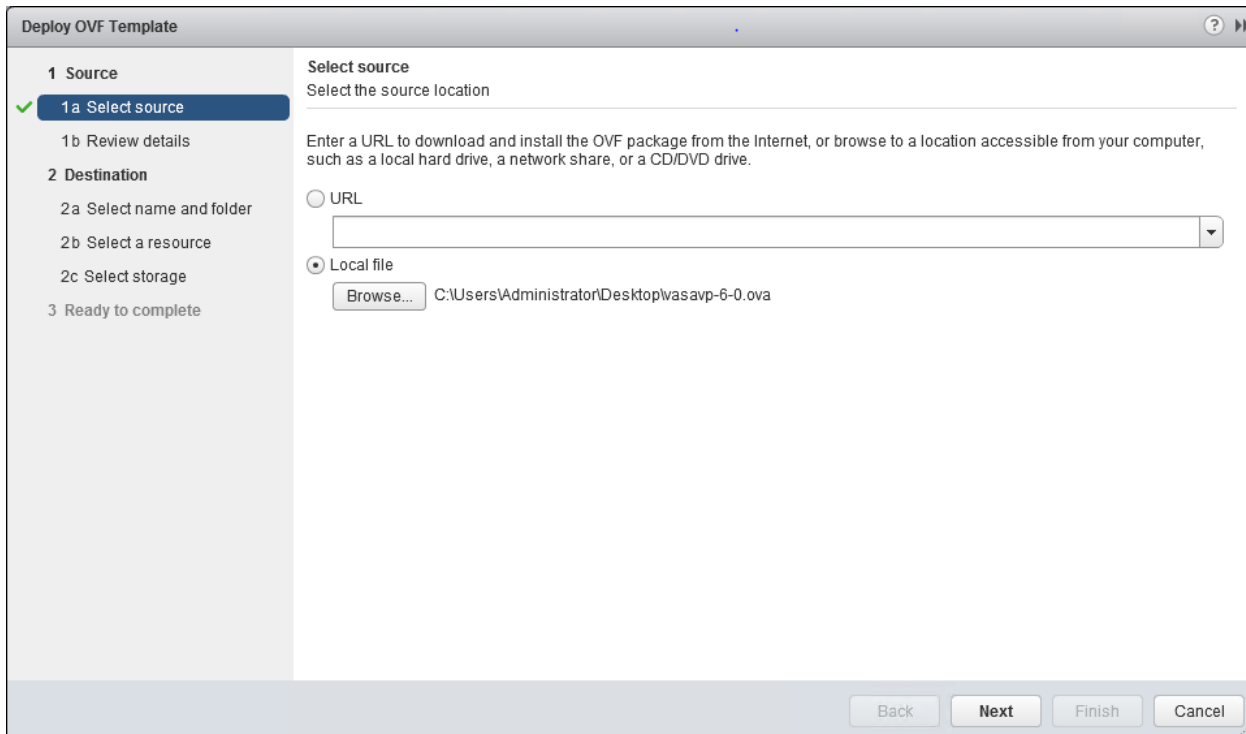 Deploy OVF Template
?
1 Source
1a Select source
1b Review details
2 Destination
2a Select name and folder
2b Select a resource
2c Select storage
3 Ready to complete
Select source
Select the source location
Enter a URL to download and install the OVF package from the Internet, or browse to a location accessible from your computer,
such as a local hard drive, a network share, or a CD/DVD drive.
URL
Local file
Browse... C:\Users\Administrator\Desktop\vasavp-6-0.ova
Back Next Finish Cancel